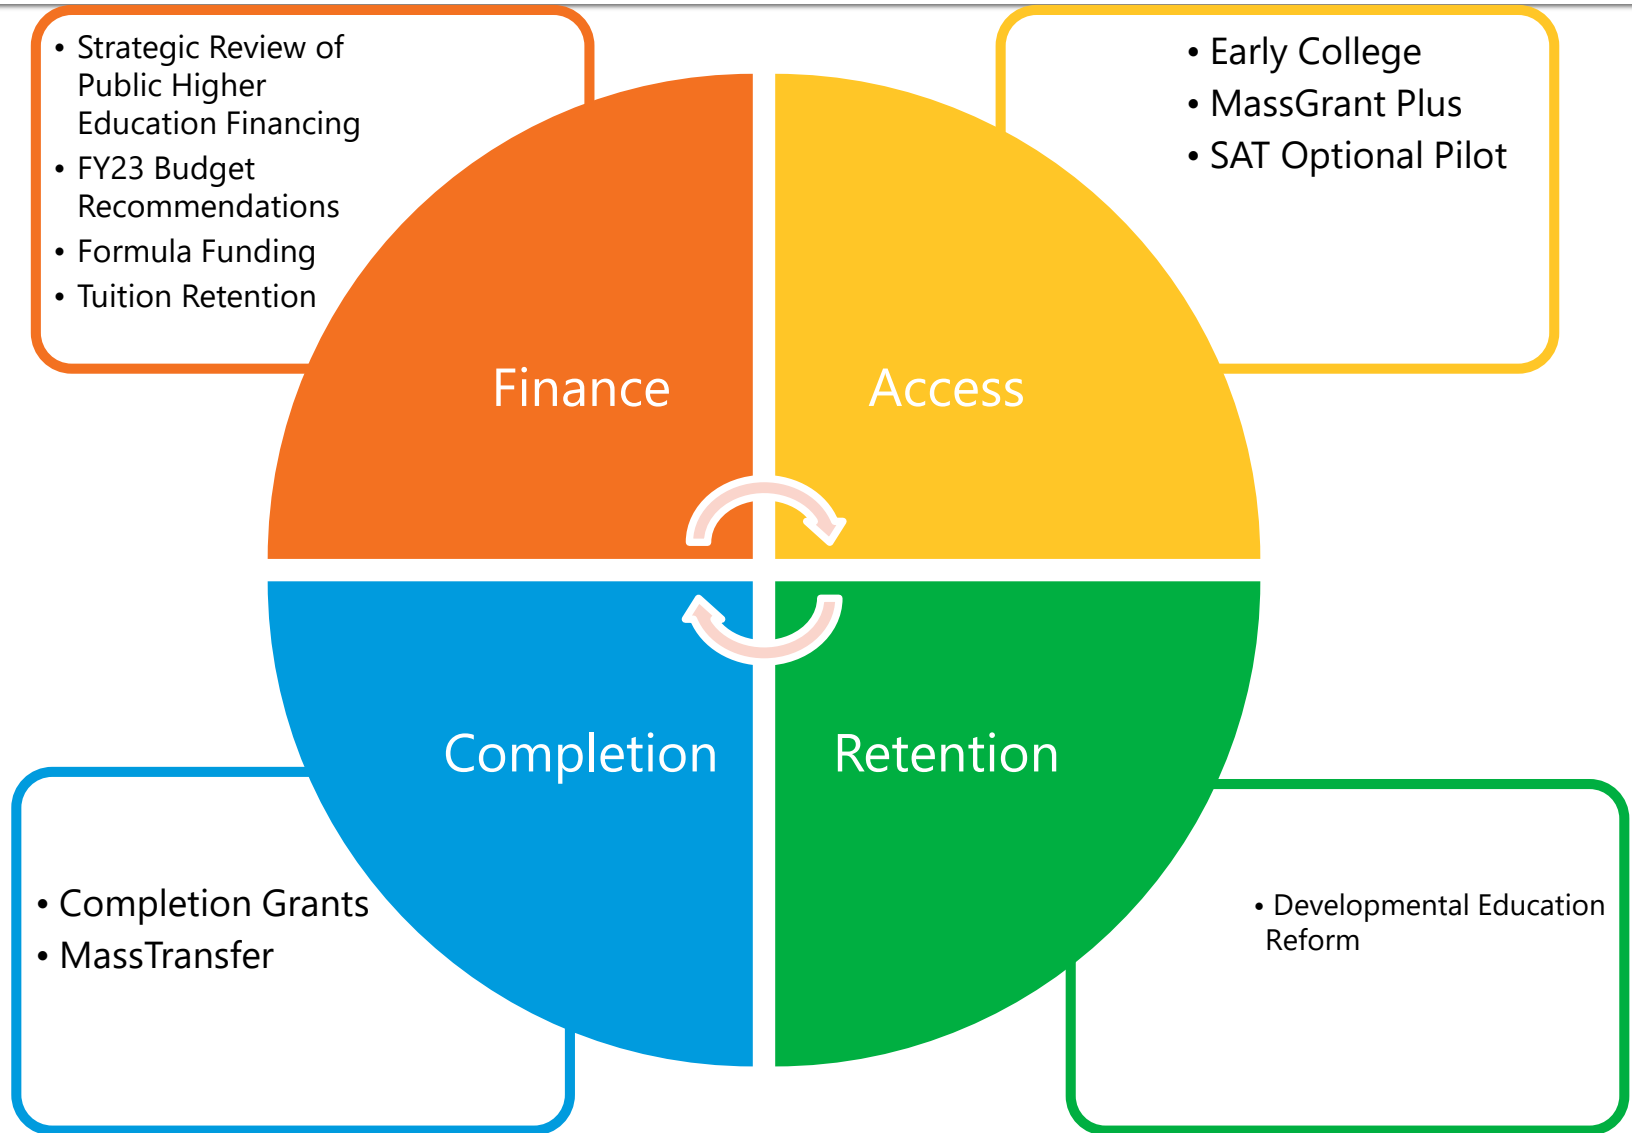 • Strategic Review of
Public Higher
Education Financing
• FY23 Budget
Recommendations
• Formula Funding
• Tuition Retention
• Early College
• MassGrant Plus
• SAT Optional Pilot
Finance
Access
Completion
Retention
• Completion Grants
• MassTransfer
• Developmental Education
Reform